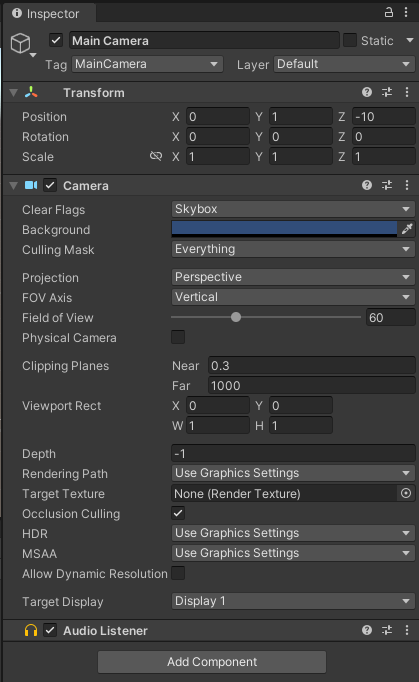 Inspector
Main Camera Static
Tag MainCamera Layer Default
Transform
Position X 0 Y 1 Z -10
Rotation X 0 Y 0 Z 0
Scale X 1 Y 1 Z 1
Camera
Clear Flags Skybox
Background
Culling Mask Everything
Projection Perspective
FOV Axis Vertical
Field of View 60
Physical Camera
Clipping Planes Near 0.3
Far 1000
Viewport Rect X 0 Y 0
W 1 H 1
Depth -1
Rendering Path Use Graphics Settings
Target Texture None (Render Texture)
Occlusion Culling
HDR Use Graphics Settings
MSAA Use Graphics Settings
Allow Dynamic Resolution
Target Display Display 1
Audio Listener
Add Component